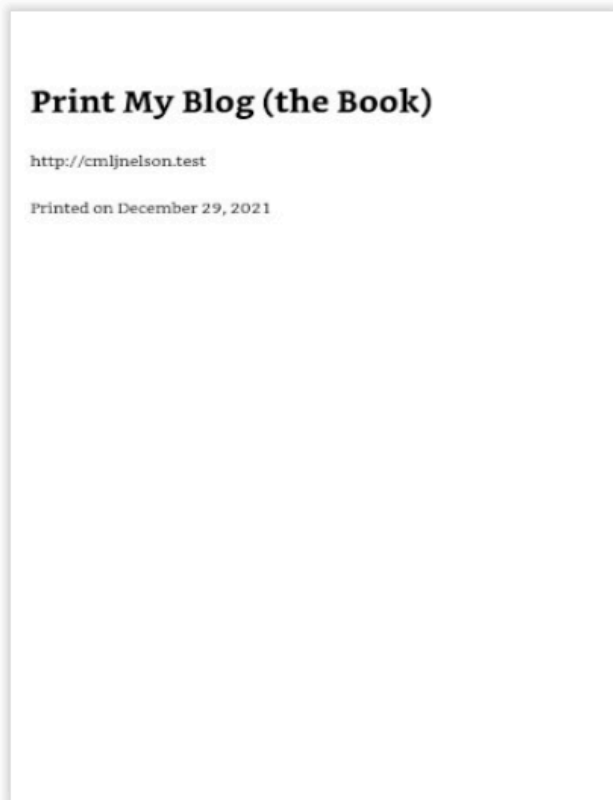 Print My Blog (the Book)
http://cmljnelson.test
Printed on December 29, 2021